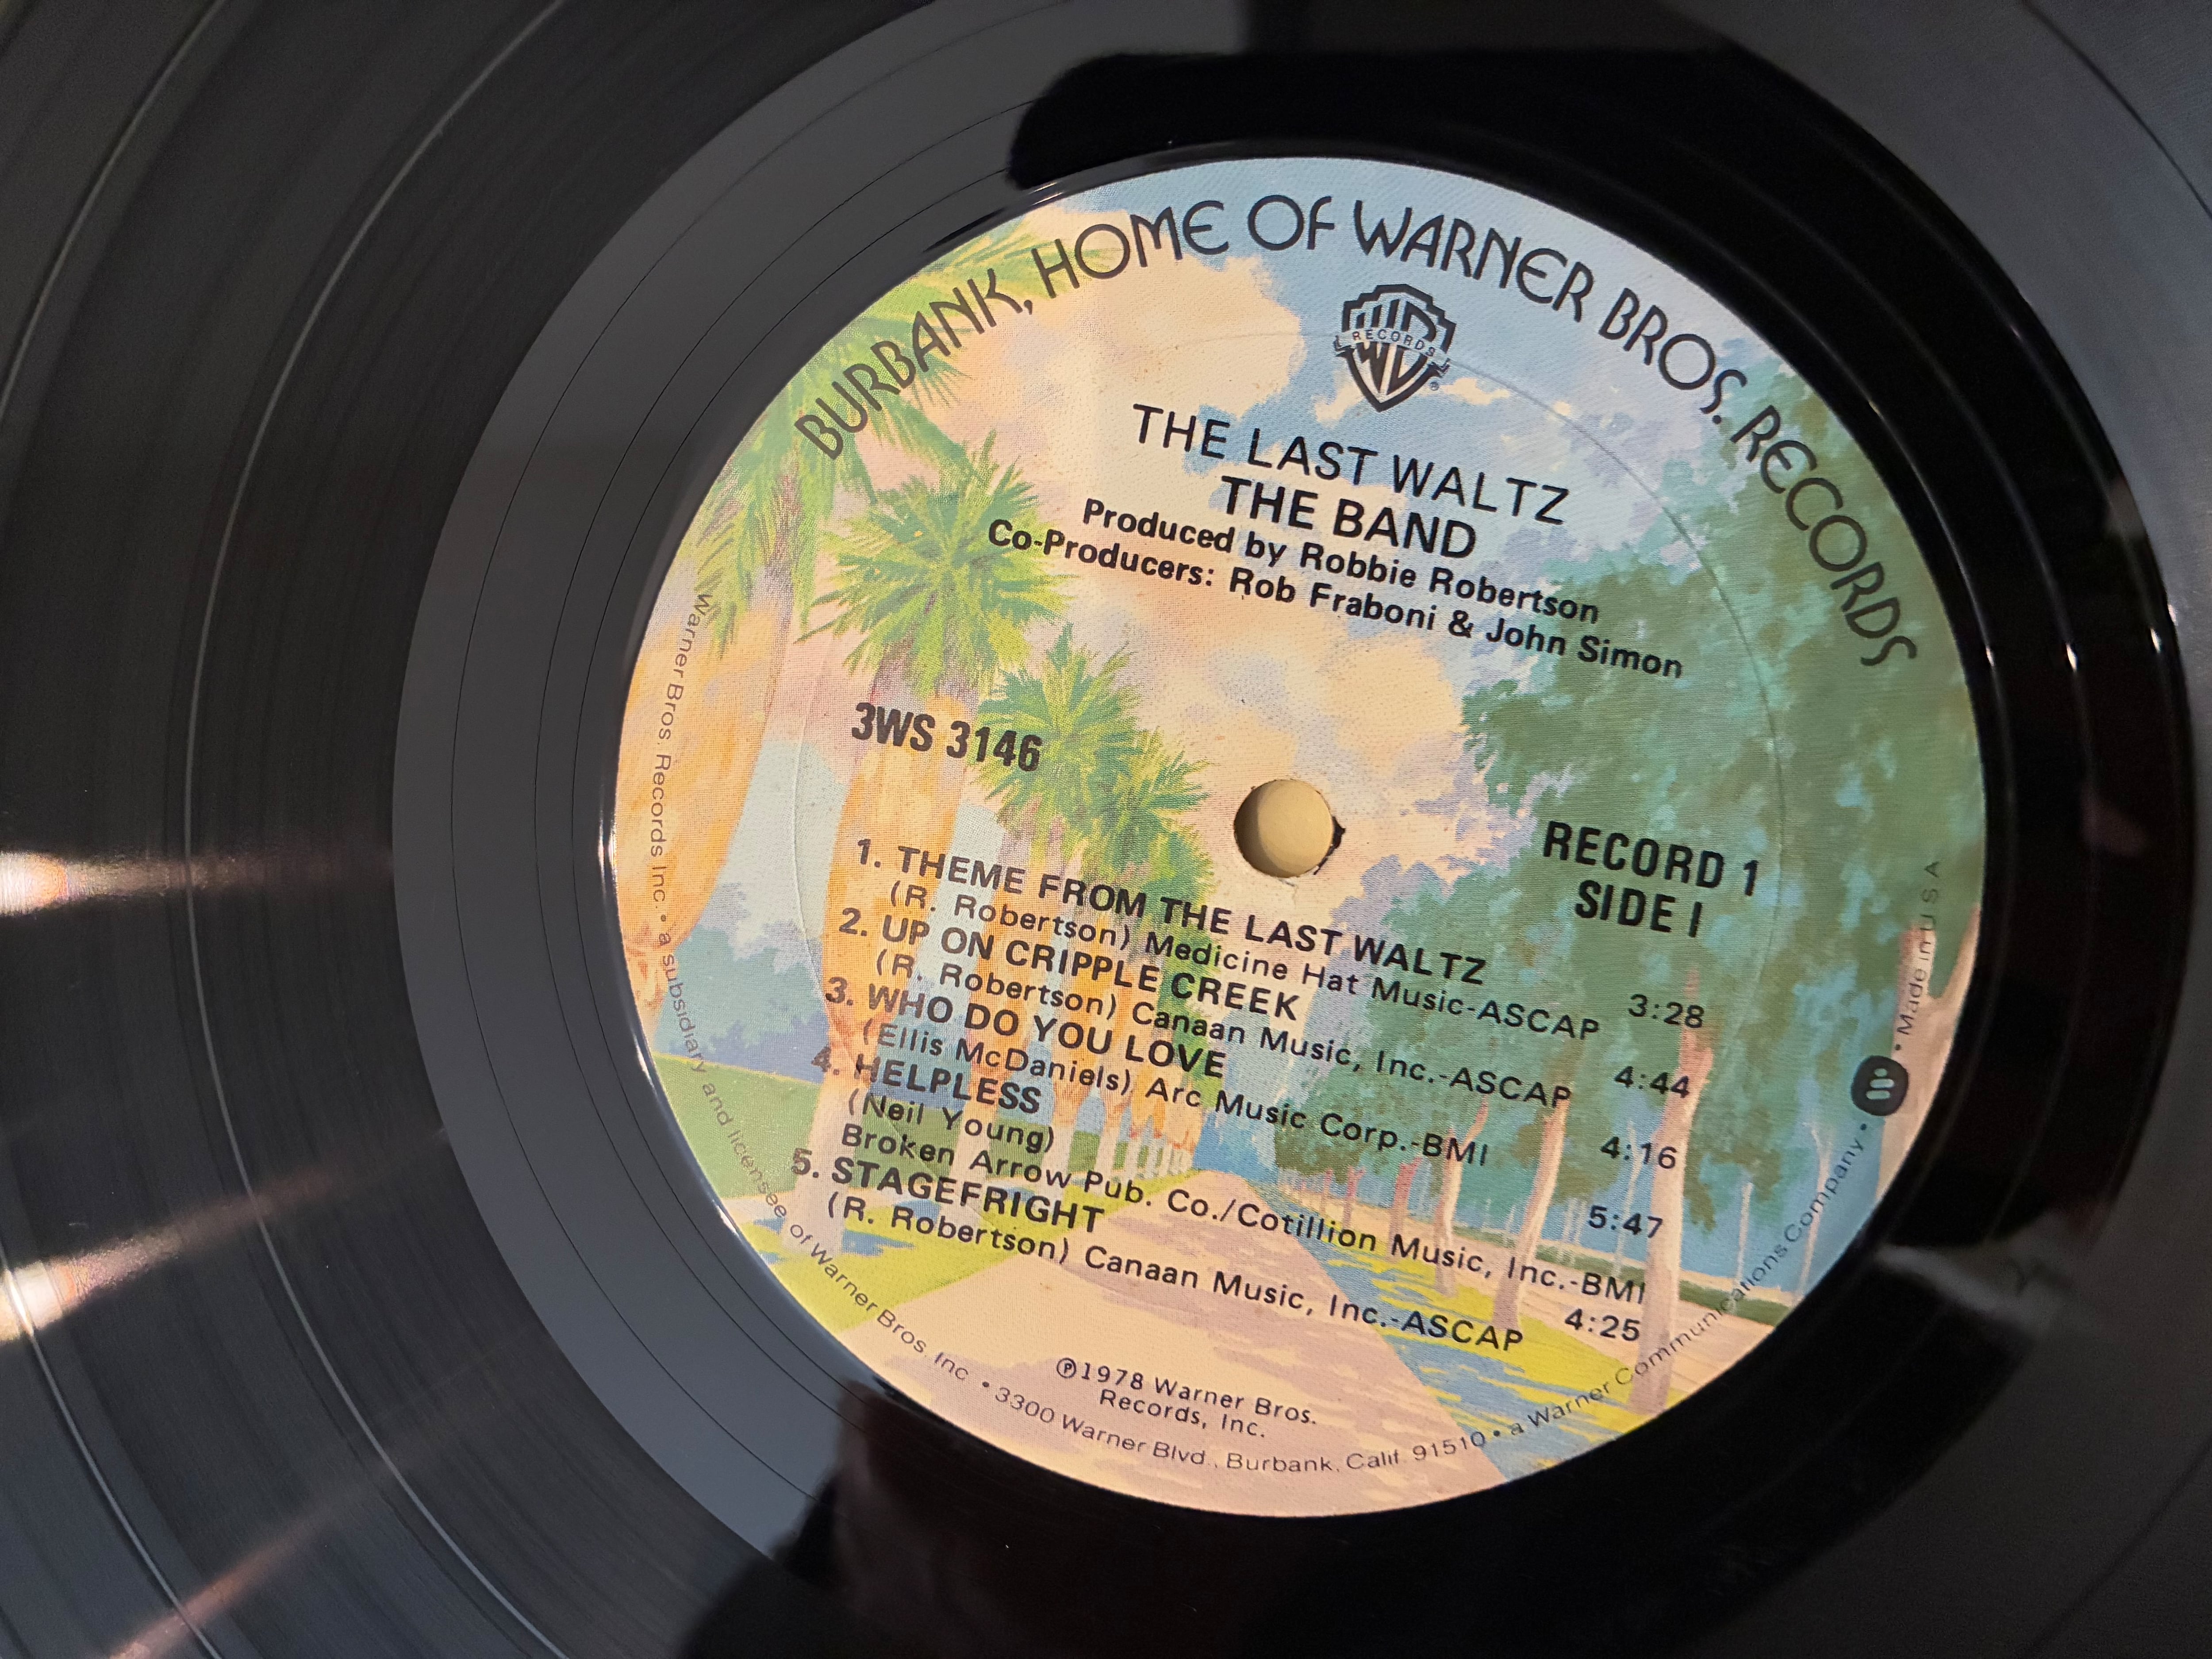 BURBANK, HOME OF WARNER BROS. RECORDS
W B
RECORDS
®
THE LAST WALTZ
THE BAND
Produced by Robbie Robertson
Co-Producers: Rob Fraboni & John Simon
3WS 3146
RECORD 1
SIDE I
1. THEME FROM THE LAST WALTZ
(R. Robertson) Medicine Hat Music-ASCAP 3:28
2. UP ON CRIPPLE CREEK
(R. Robertson) Canaan Music, Inc.-ASCAP 4:44
3. WHO DO YOU LOVE
(Ellis McDaniels) Arc Music Corp.-BMI 4:16
4. HELPLESS
(Neil Young) 5:47
Broken Arrow Pub. Co./Cotillion Music, Inc.-BMI
5. STAGEFRIGHT
(R. Robertson) Canaan Music, Inc.-ASCAP 4:25
℗1978 Warner Bros.
Records, Inc.
Warner Bros. Records Inc. • a subsidiary and licensee of Warner Bros. Inc • 3300 Warner Blvd., Burbank, Calif. 91510 • a Warner Communications Company • • Made in U S A